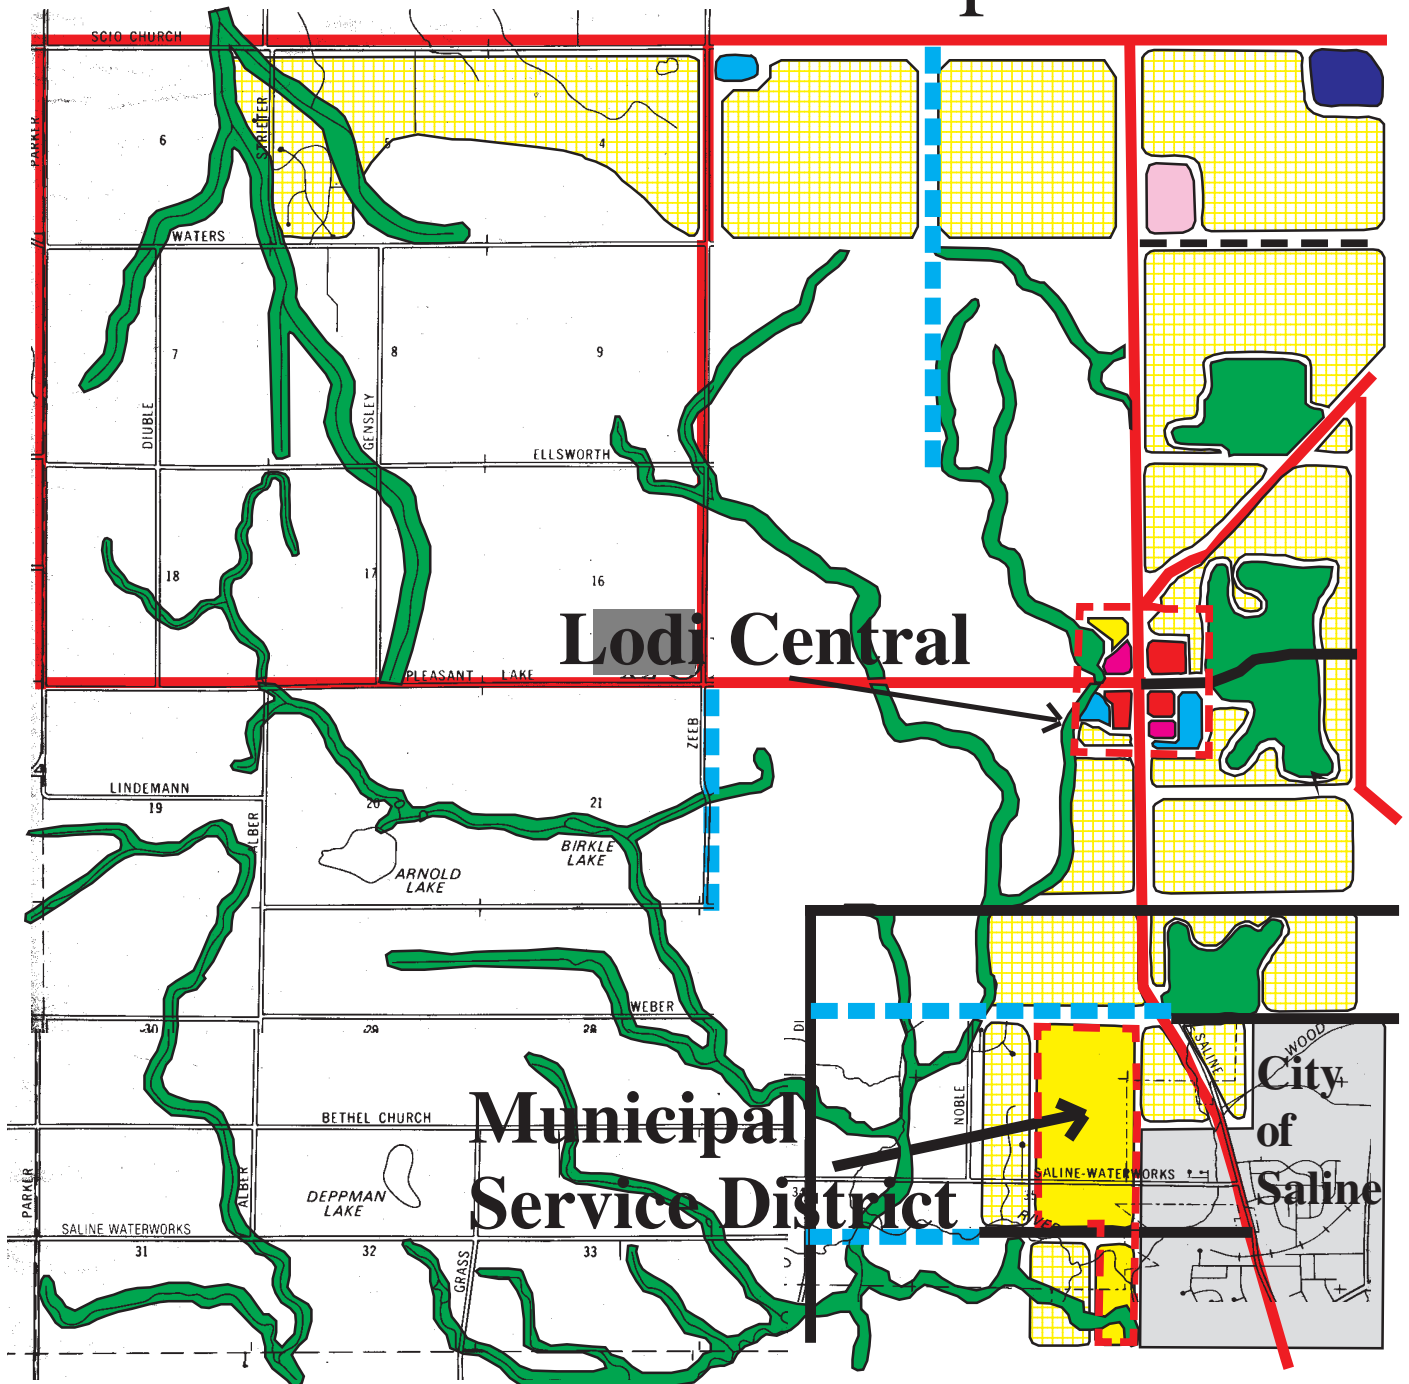 SCIO CHURCH
PARKER
STRIETER
6
5
4
WATERS
7
8
9
DIUBLE
GENSLEY
ELLSWORTH
18
17
16
Lodi Central
PLEASANT LAKE
ZEEB
LINDEMANN
19
20
21
ALBER
BIRKLE
LAKE
ARNOLD
LAKE
WEBER
30
29
28
SALINE
WOOD
City
of
Saline
NOBLE
BETHEL CHURCH
Municipal
Service District
SALINE-WATERWORKS
35
RIVER
PARKER
ALBER
DEPPMAN
LAKE
SALINE WATERWORKS
31
32
33
GRASS